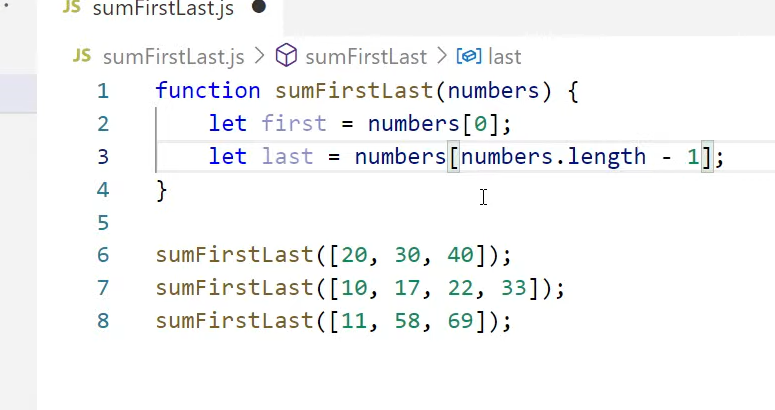 JS sumFirstLast.js ●
JS sumFirstLast.js > sumFirstLast > last
1 function sumFirstLast(numbers) {
2 let first = numbers[0];
3 let last = numbers[numbers.length - 1];
4 }
5
6 sumFirstLast([20, 30, 40]);
7 sumFirstLast([10, 17, 22, 33]);
8 sumFirstLast([11, 58, 69]);